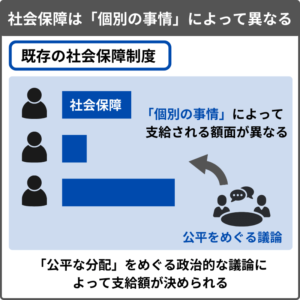 社会保障は「個別の事情」によって異なる
既存の社会保障制度
社会保障
「個別の事情」によって
支給される額面が異なる
公平をめぐる議論
「公平な分配」をめぐる政治的な議論に
よって支給額が決められる